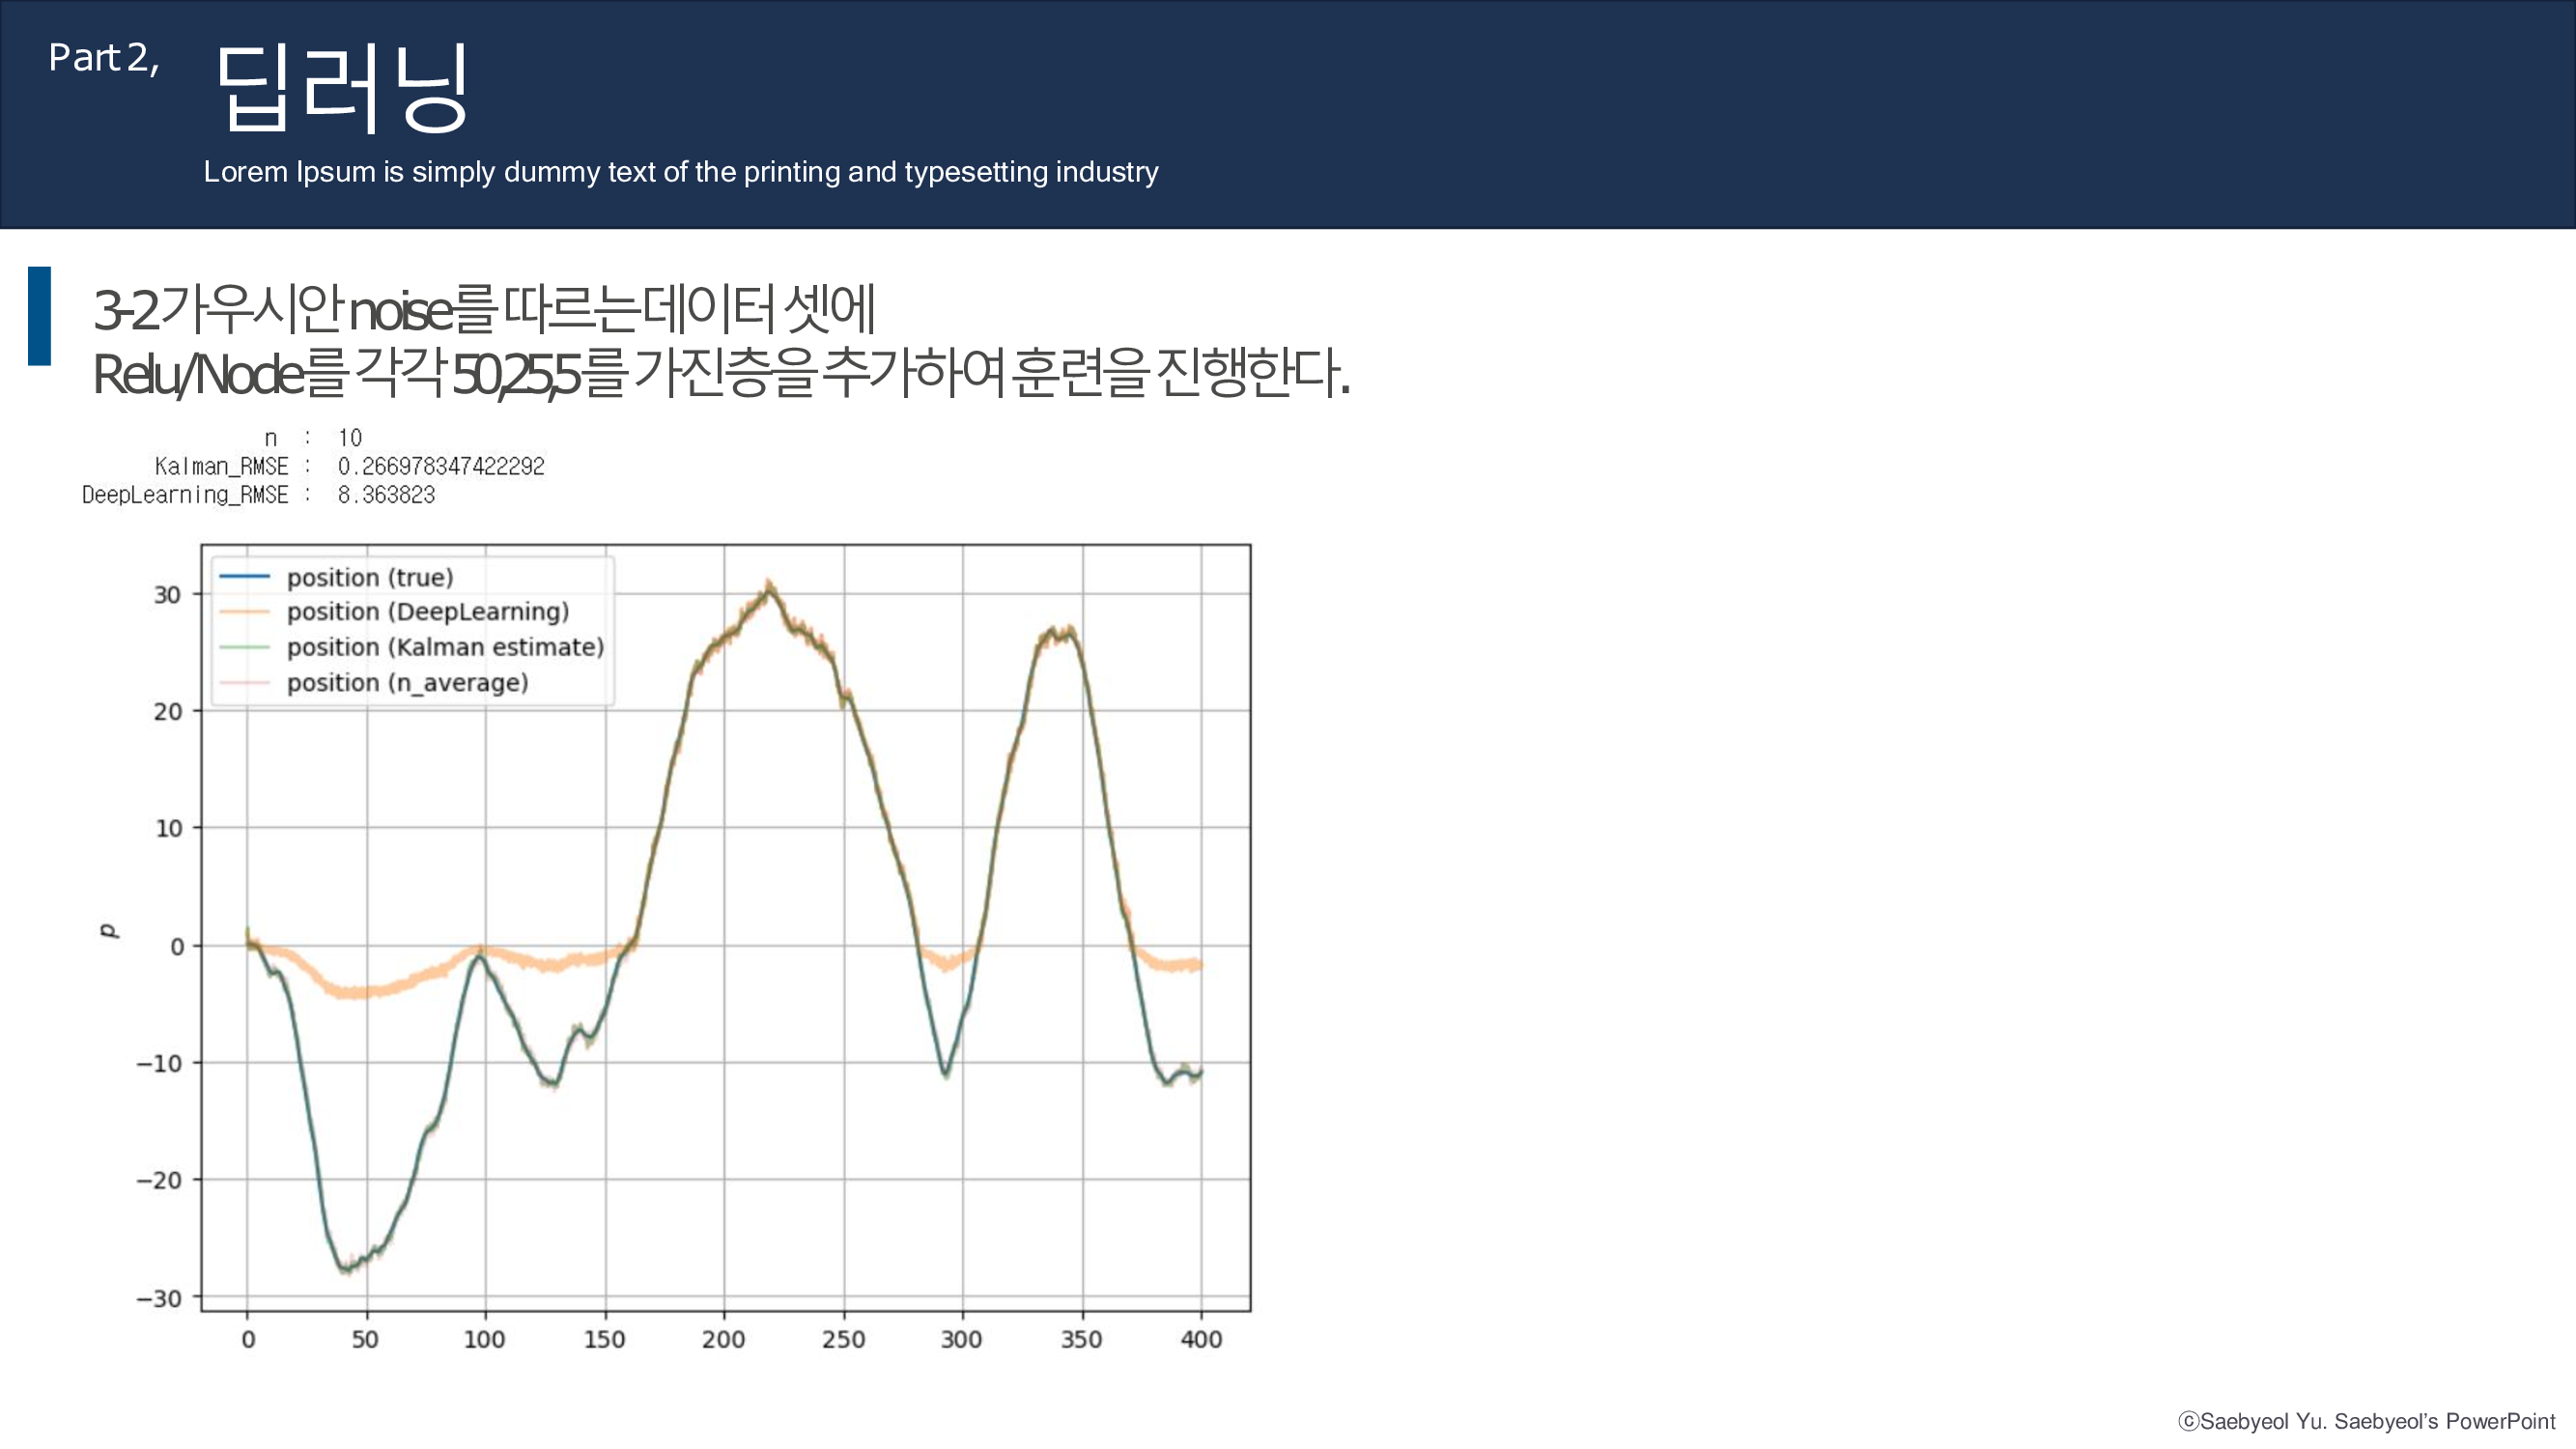 Part 2,
딥러닝
Lorem Ipsum is simply dummy text of the printing and typesetting industry
3-2가우시안 noise를 따르는 데이터 셋에
Relu/Node를 각각 50,25,5를 가진층을 추가하여 훈련을 진행한다.
n : 10
Kalman_RMSE : 0.266978347422292
DeepLearning_RMSE : 8.363823
position (true)
position (DeepLearning)
position (Kalman estimate)
position (n_average)
30
20
10
0
−10
−20
−30
p
0 50 100 150 200 250 300 350 400
ⓒSaebyeol Yu. Saebyeol’s PowerPoint